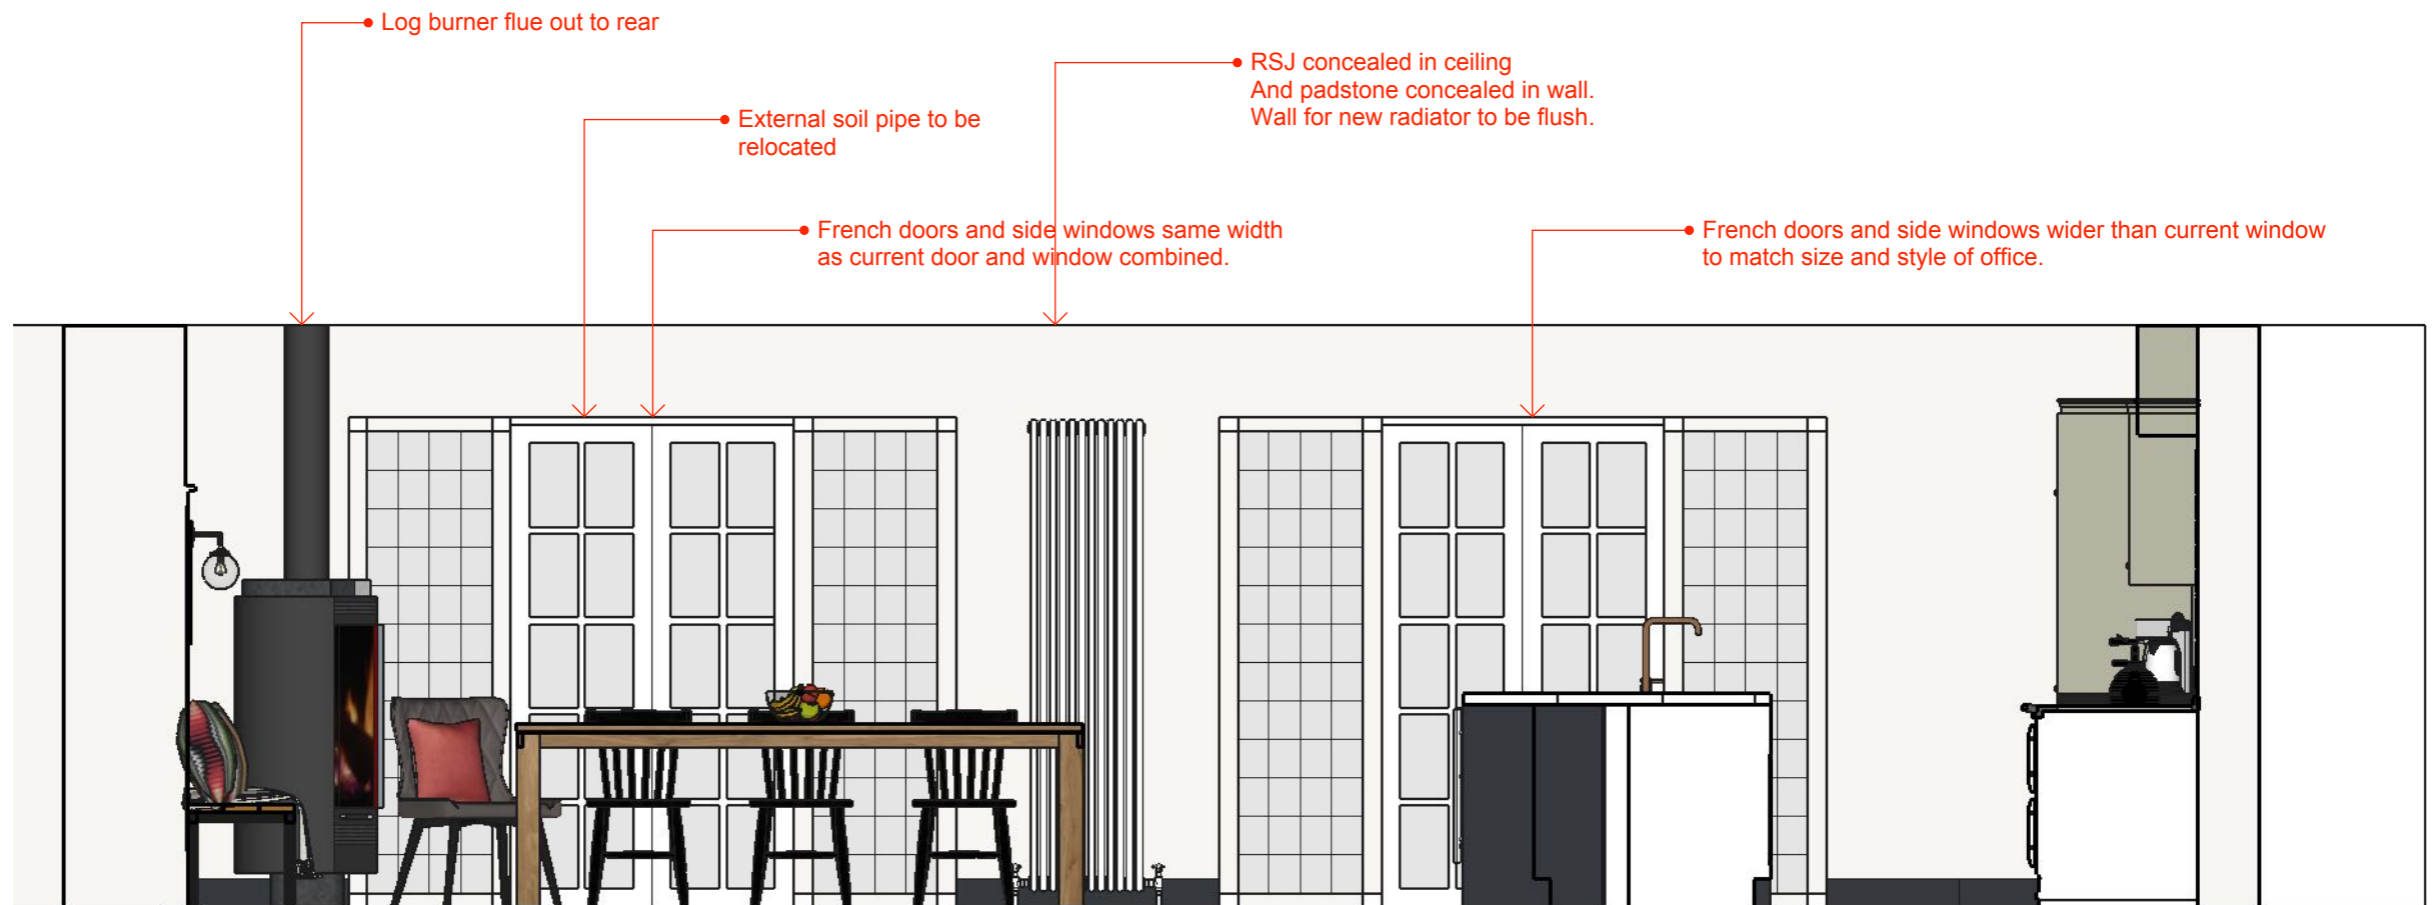 Log burner flue out to rear
RSJ concealed in ceiling
And padstone concealed in wall.
Wall for new radiator to be flush.
External soil pipe to be
relocated
French doors and side windows same width
as current door and window combined.
French doors and side windows wider than current window
to match size and style of office.